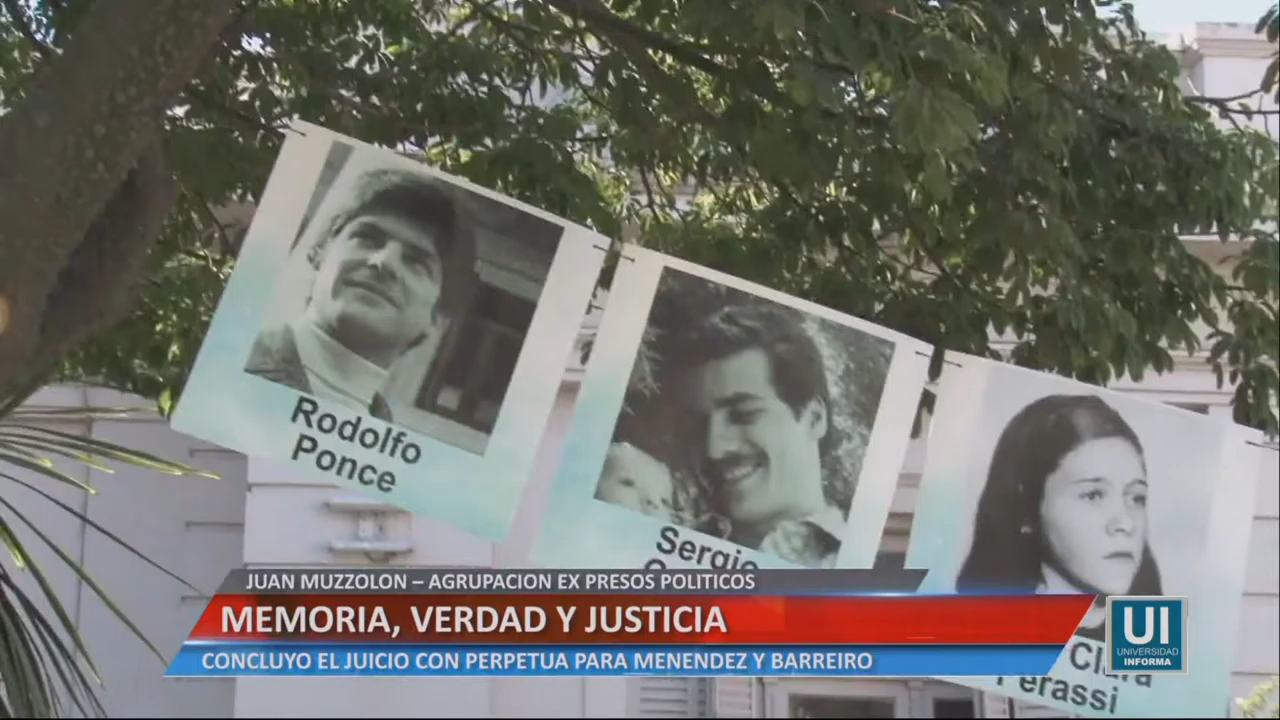 Rodolfo
Ponce
Sergio
Clara
Perassi
JUAN MUZZOLON – AGRUPACION EX PRESOS POLITICOS
MEMORIA, VERDAD Y JUSTICIA
CONCLUYO EL JUICIO CON PERPETUA PARA MENENDEZ Y BARREIRO
UI
UNIVERSIDAD
INFORMA